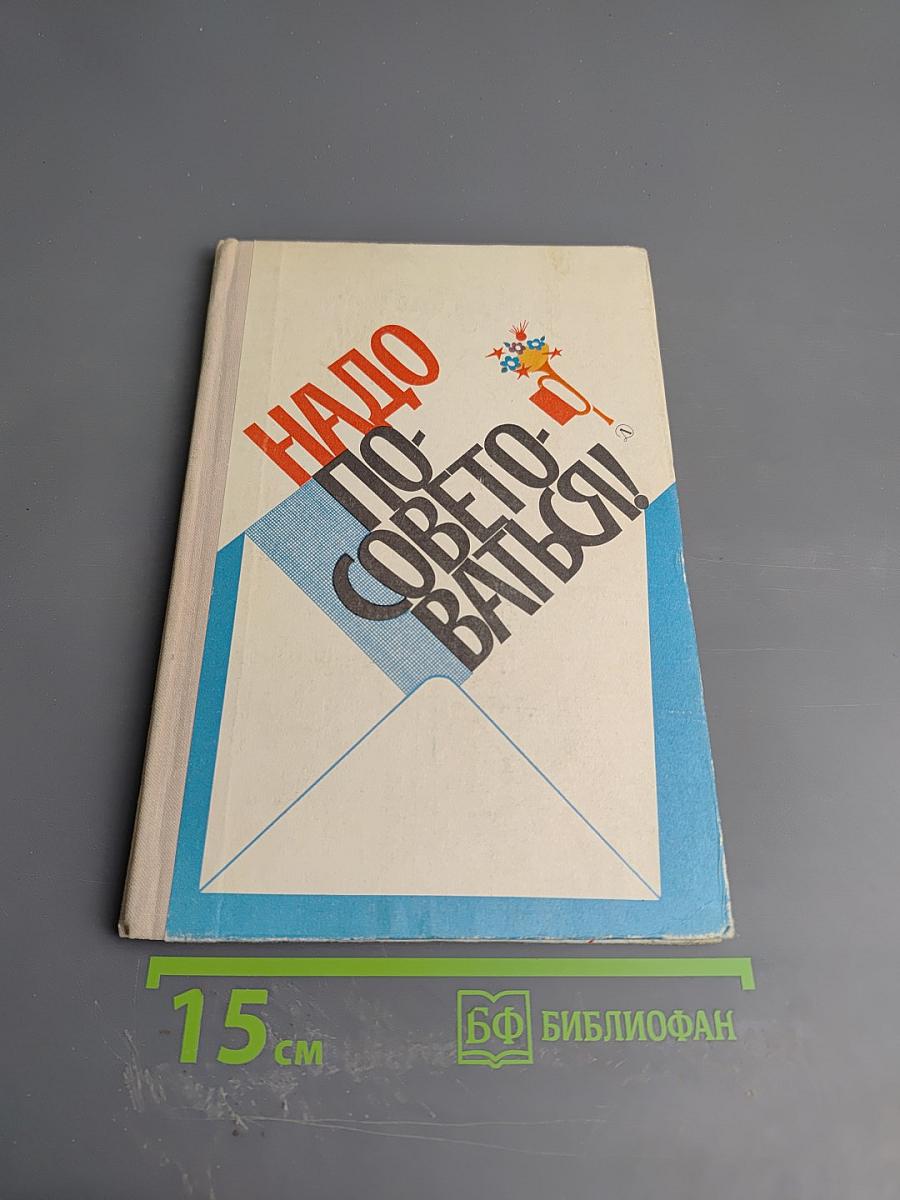 НАДО
ПО-
СОВЕТО-
ВАТЬСЯ!
15 см
БФ БИБЛИОФАН